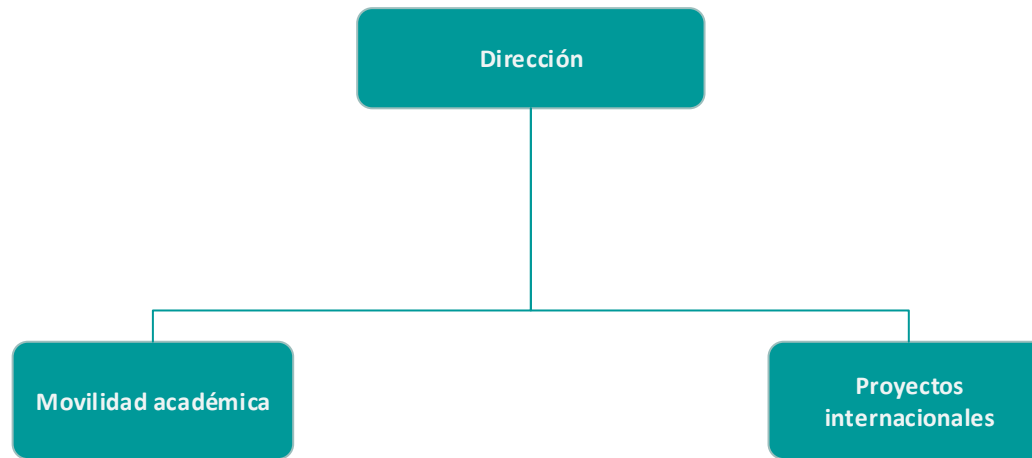 Dirección
Movilidad académica
Proyectos
internacionales